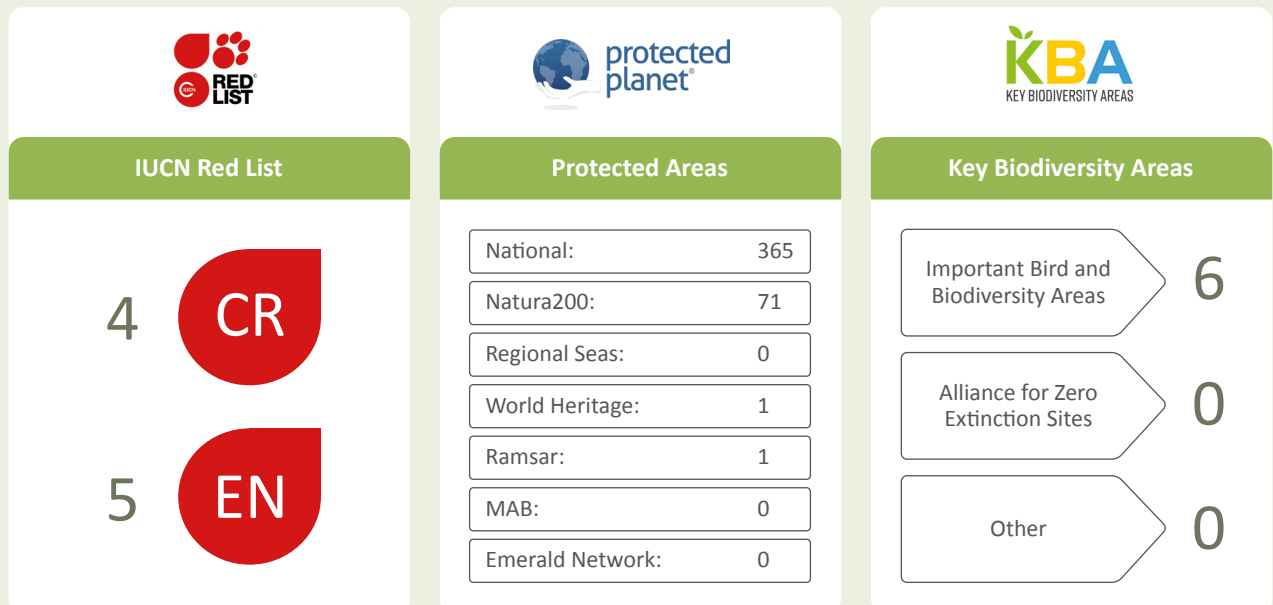 IUCN
RED
LIST
®
protected
planet®
KBA
KEY BIODIVERSITY AREAS
IUCN Red List
4 CR
5 EN
Protected Areas
National: 365
Natura200: 71
Regional Seas: 0
World Heritage: 1
Ramsar: 1
MAB: 0
Emerald Network: 0
Key Biodiversity Areas
Important Bird and
Biodiversity Areas
6
Alliance for Zero
Extinction Sites
0
Other 0